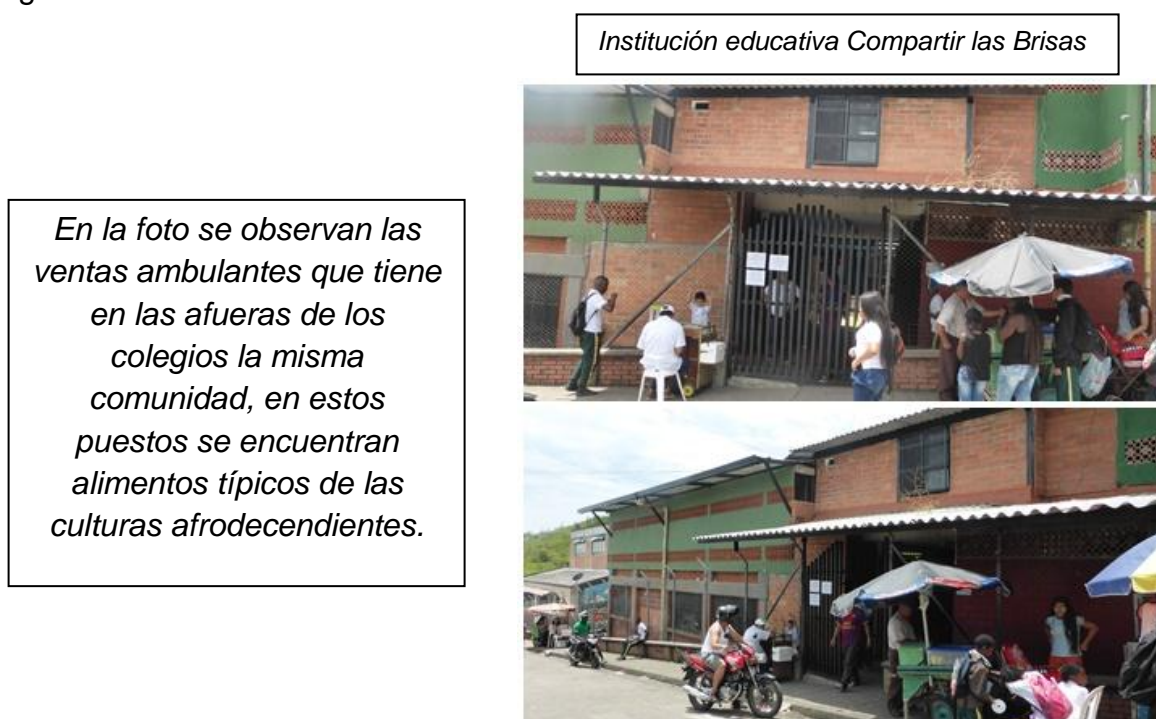 Institución educativa Compartir las Brisas
En la foto se observan las
ventas ambulantes que tiene
en las afueras de los
colegios la misma
comunidad, en estos
puestos se encuentran
alimentos típicos de las
culturas afrodecendientes.